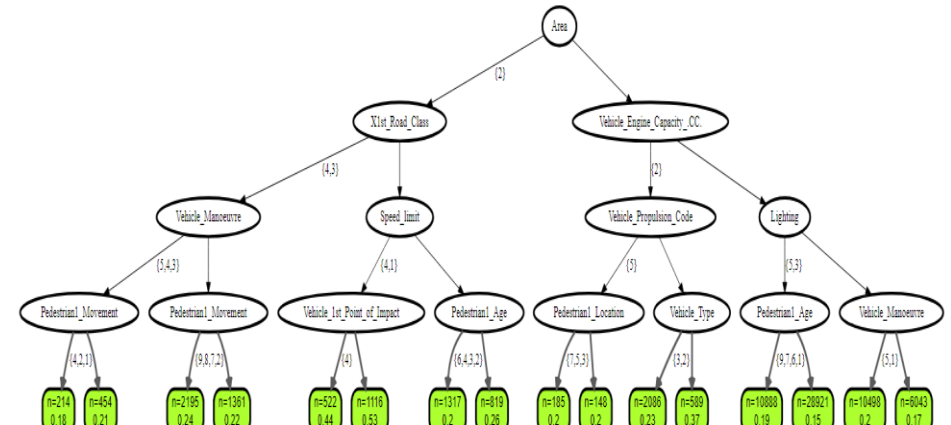 Area
{2}
X1st_Road_Class
Vehicle_Engine_Capacity_.CC.
{4,3}
{2}
Vehicle_Manoeuvre
Speed_limit
Vehicle_Propulsion_Code
Lighting
{5,4,3}
{4,1}
{5}
{5,3}
Pedestrian1_Movement
Pedestrian1_Movement
Vehicle_1st_Point_of_Impact
Pedestrian1_Age
Pedestrian1_Location
Vehicle_Type
Pedestrian1_Age
Vehicle_Manoeuvre
{4,2,1}
{9,8,7,2}
{4}
{6,4,3,2}
{7,5,3}
{3,2}
{9,7,6,1}
{5,1}
n=214
0.18
n=454
0.21
n=2195
0.24
n=1361
0.22
n=522
0.44
n=1116
0.53
n=1317
0.2
n=819
0.26
n=185
0.2
n=148
0.2
n=2086
0.23
n=589
0.37
n=10888
0.19
n=28921
0.15
n=10498
0.2
n=6043
0.17